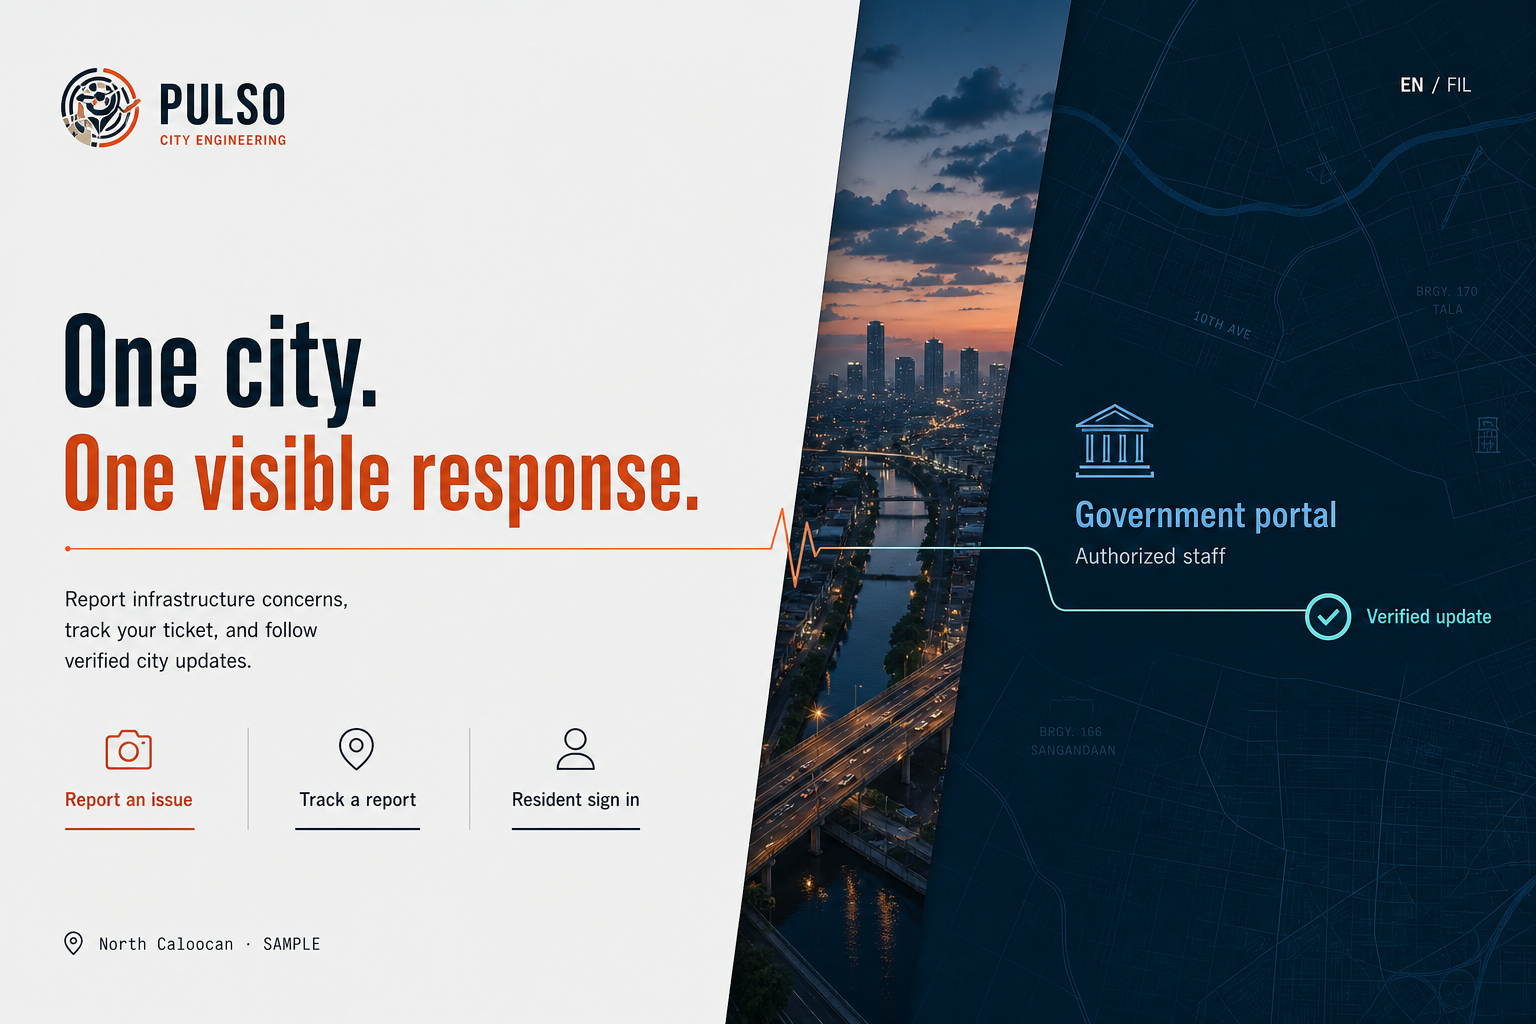 PULSO
CITY ENGINEERING
EN / FIL
One city.
One visible response.
Report infrastructure concerns,
track your ticket, and follow
verified city updates.
Report an issue
Track a report
Resident sign in
North Caloocan · SAMPLE
BRGY. 170
TALA
10TH AVE
Government portal
Authorized staff
Verified update
BRGY. 166
SANGANDAAN